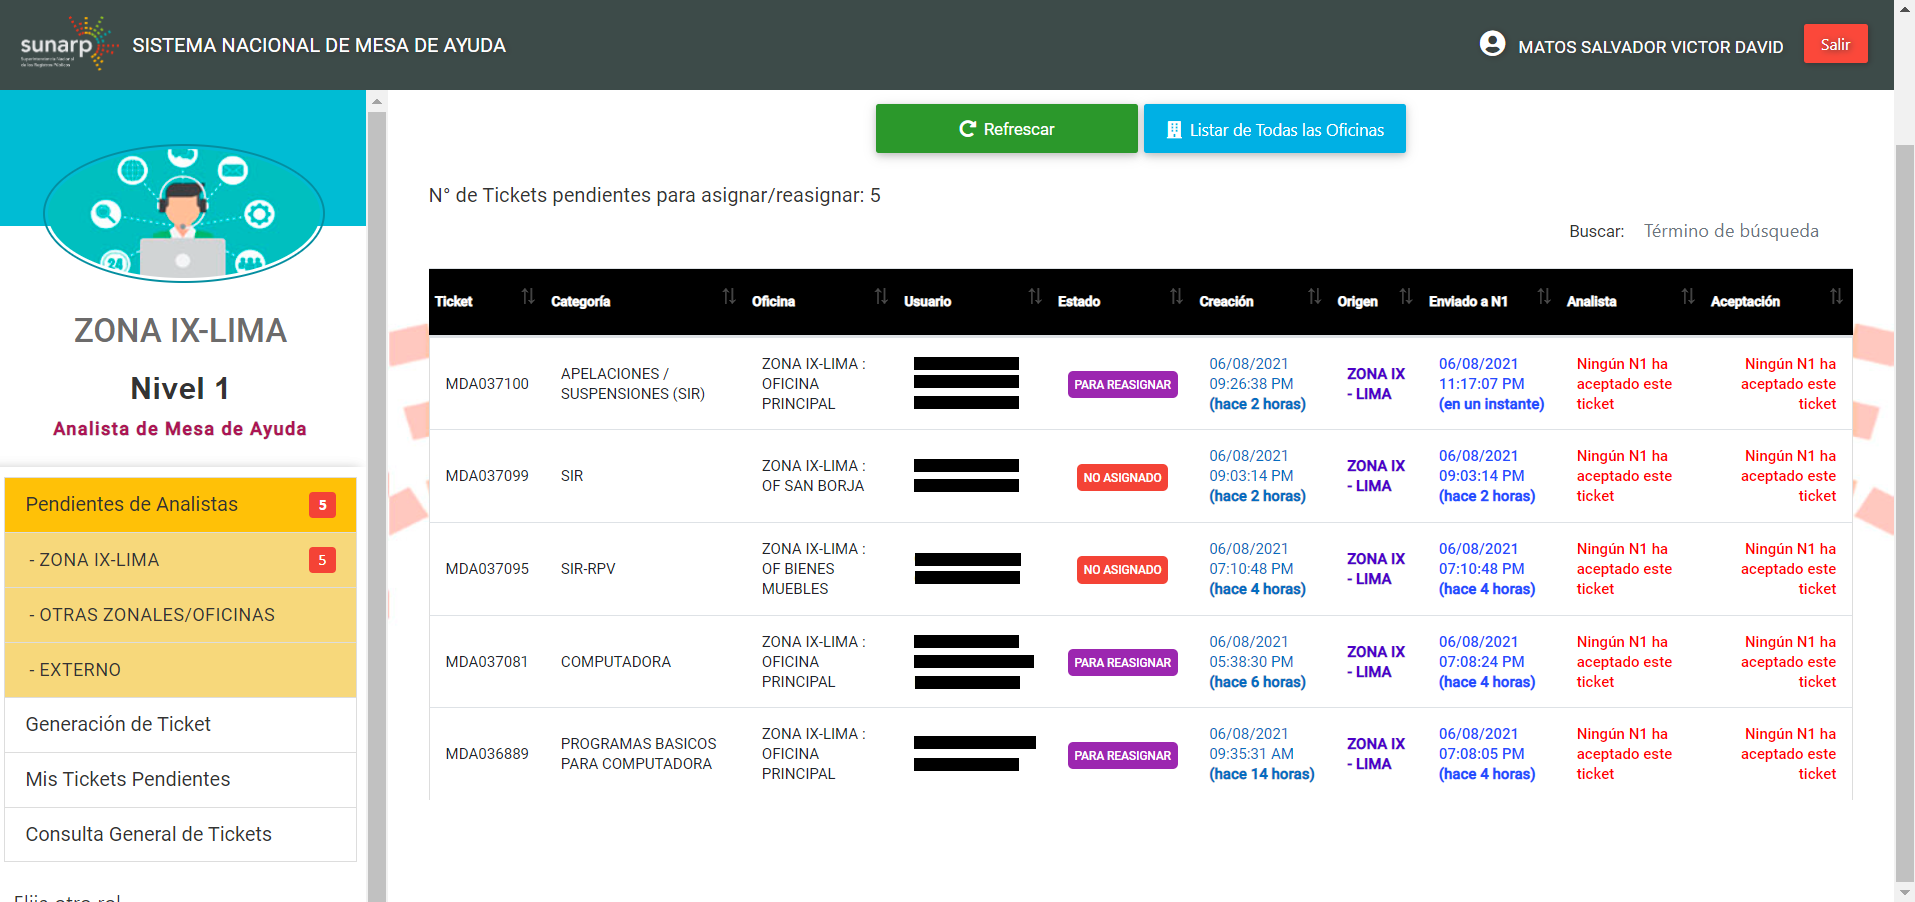 sunarp
Superintendencia Nacional
de los Registros Públicos
SISTEMA NACIONAL DE MESA DE AYUDA
MATOS SALVADOR VICTOR DAVID
Salir
24
ZONA IX-LIMA
Nivel 1
Analista de Mesa de Ayuda
Pendientes de Analistas 5
- ZONA IX-LIMA 5
- OTRAS ZONALES/OFICINAS
- EXTERNO
Generación de Ticket
Mis Tickets Pendientes
Consulta General de Tickets
Elija otro rol
Refrescar
Listar de Todas las Oficinas
N° de Tickets pendientes para asignar/reasignar: 5
Buscar: Término de búsqueda
Ticket Categoría Oficina Usuario Estado Creación Origen Enviado a N1 Analista Aceptación
ZONA IX-LIMA : 06/08/2021 06/08/2021 Ningún N1 ha Ningún N1 ha
MDA037100 APELACIONES / OFICINA PARA REASIGNAR 09:26:38 PM ZONA IX 11:17:07 PM aceptado este aceptado este
SUSPENSIONES (SIR) PRINCIPAL (hace 2 horas) - LIMA (en un instante) ticket ticket
06/08/2021 06/08/2021 Ningún N1 ha Ningún N1 ha
MDA037099 SIR ZONA IX-LIMA : NO ASIGNADO 09:03:14 PM ZONA IX 09:03:14 PM aceptado este aceptado este
OF SAN BORJA (hace 2 horas) - LIMA (hace 2 horas) ticket ticket
ZONA IX-LIMA : 06/08/2021 06/08/2021 Ningún N1 ha Ningún N1 ha
MDA037095 SIR-RPV OF BIENES NO ASIGNADO 07:10:48 PM ZONA IX 07:10:48 PM aceptado este aceptado este
MUEBLES (hace 4 horas) - LIMA (hace 4 horas) ticket ticket
ZONA IX-LIMA : 06/08/2021 06/08/2021 Ningún N1 ha Ningún N1 ha
MDA037081 COMPUTADORA OFICINA PARA REASIGNAR 05:38:30 PM ZONA IX 07:08:24 PM aceptado este aceptado este
PRINCIPAL (hace 6 horas) - LIMA (hace 4 horas) ticket ticket
ZONA IX-LIMA : 06/08/2021 06/08/2021 Ningún N1 ha Ningún N1 ha
MDA036889 PROGRAMAS BASICOS OFICINA PARA REASIGNAR 09:35:31 AM ZONA IX 07:08:05 PM aceptado este aceptado este
PARA COMPUTADORA PRINCIPAL (hace 14 horas) - LIMA (hace 4 horas) ticket ticket